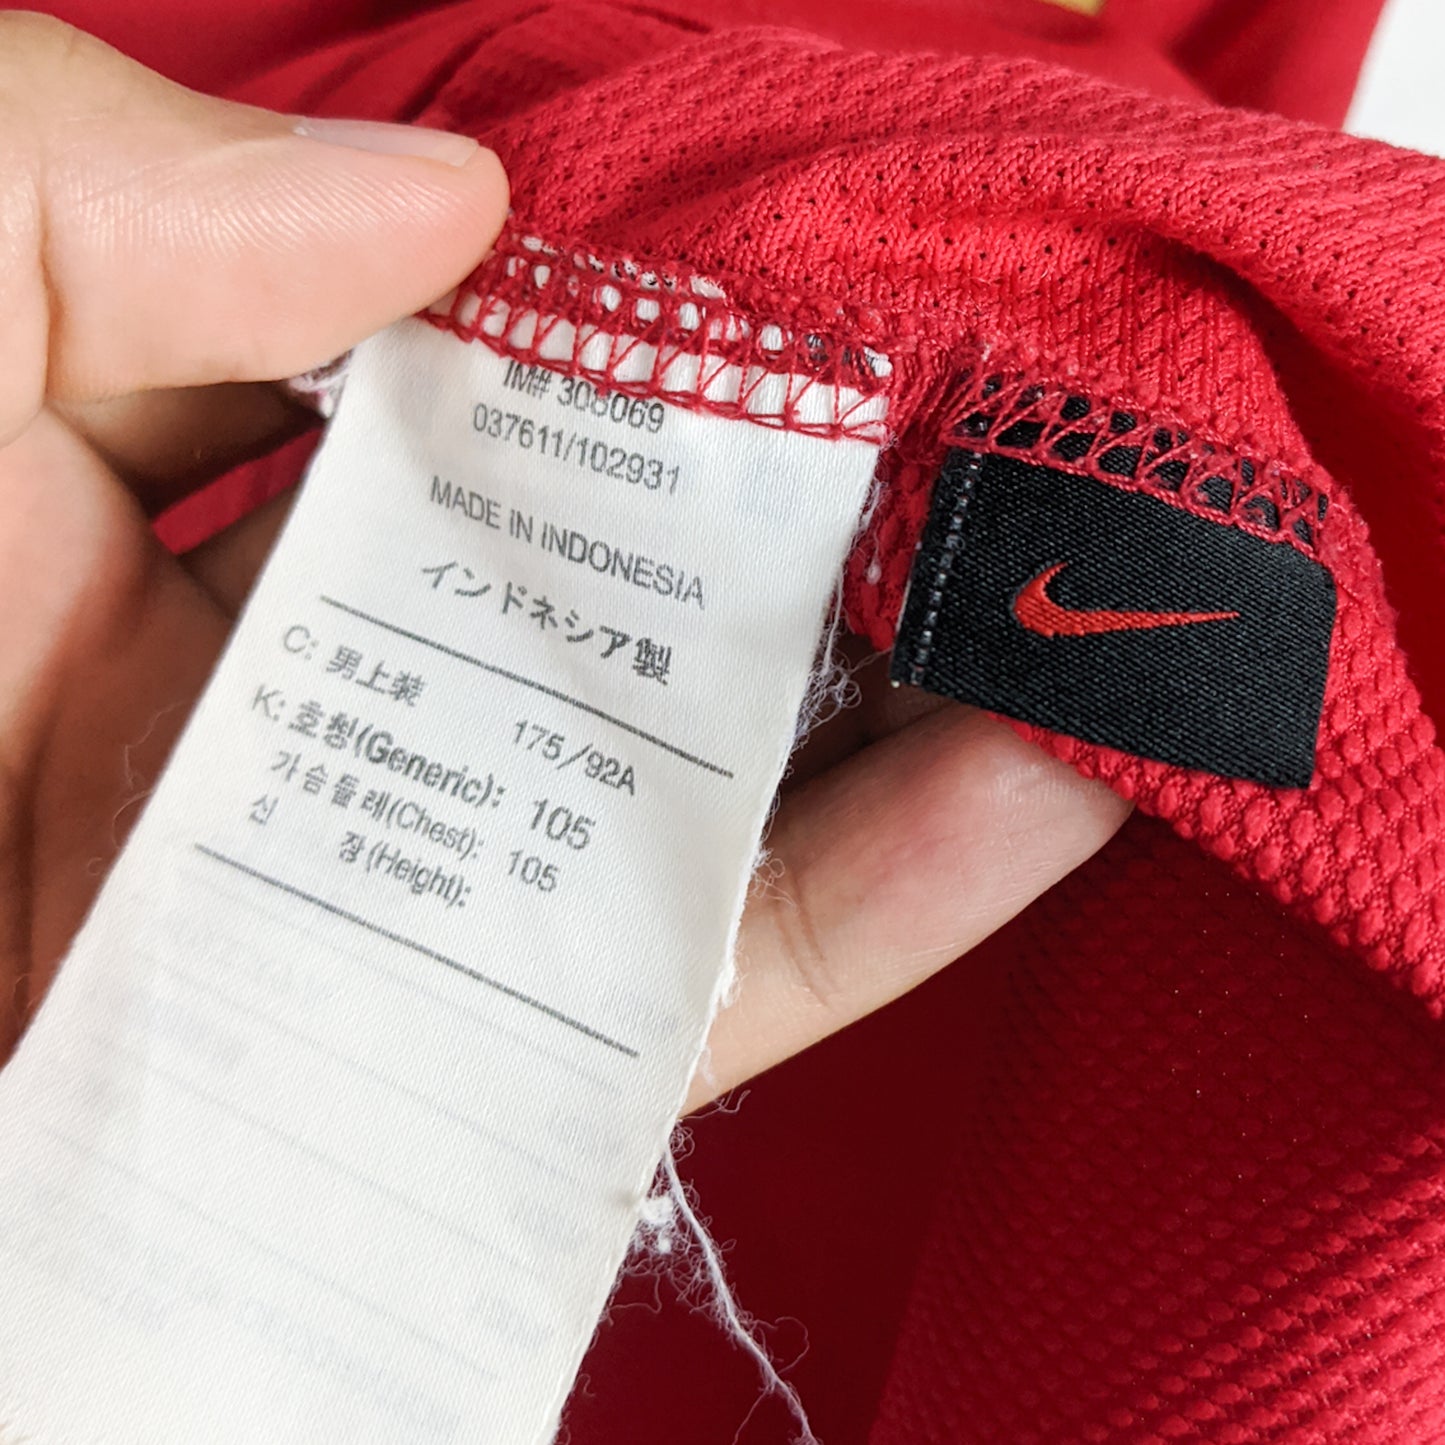 IM# 308069
037611/102931
MADE IN INDONESIA
インドネシア製
C: 男上装 175/92A
K: 호칭(Generic): 105
가슴둘레(Chest): 105
신 장(Height):